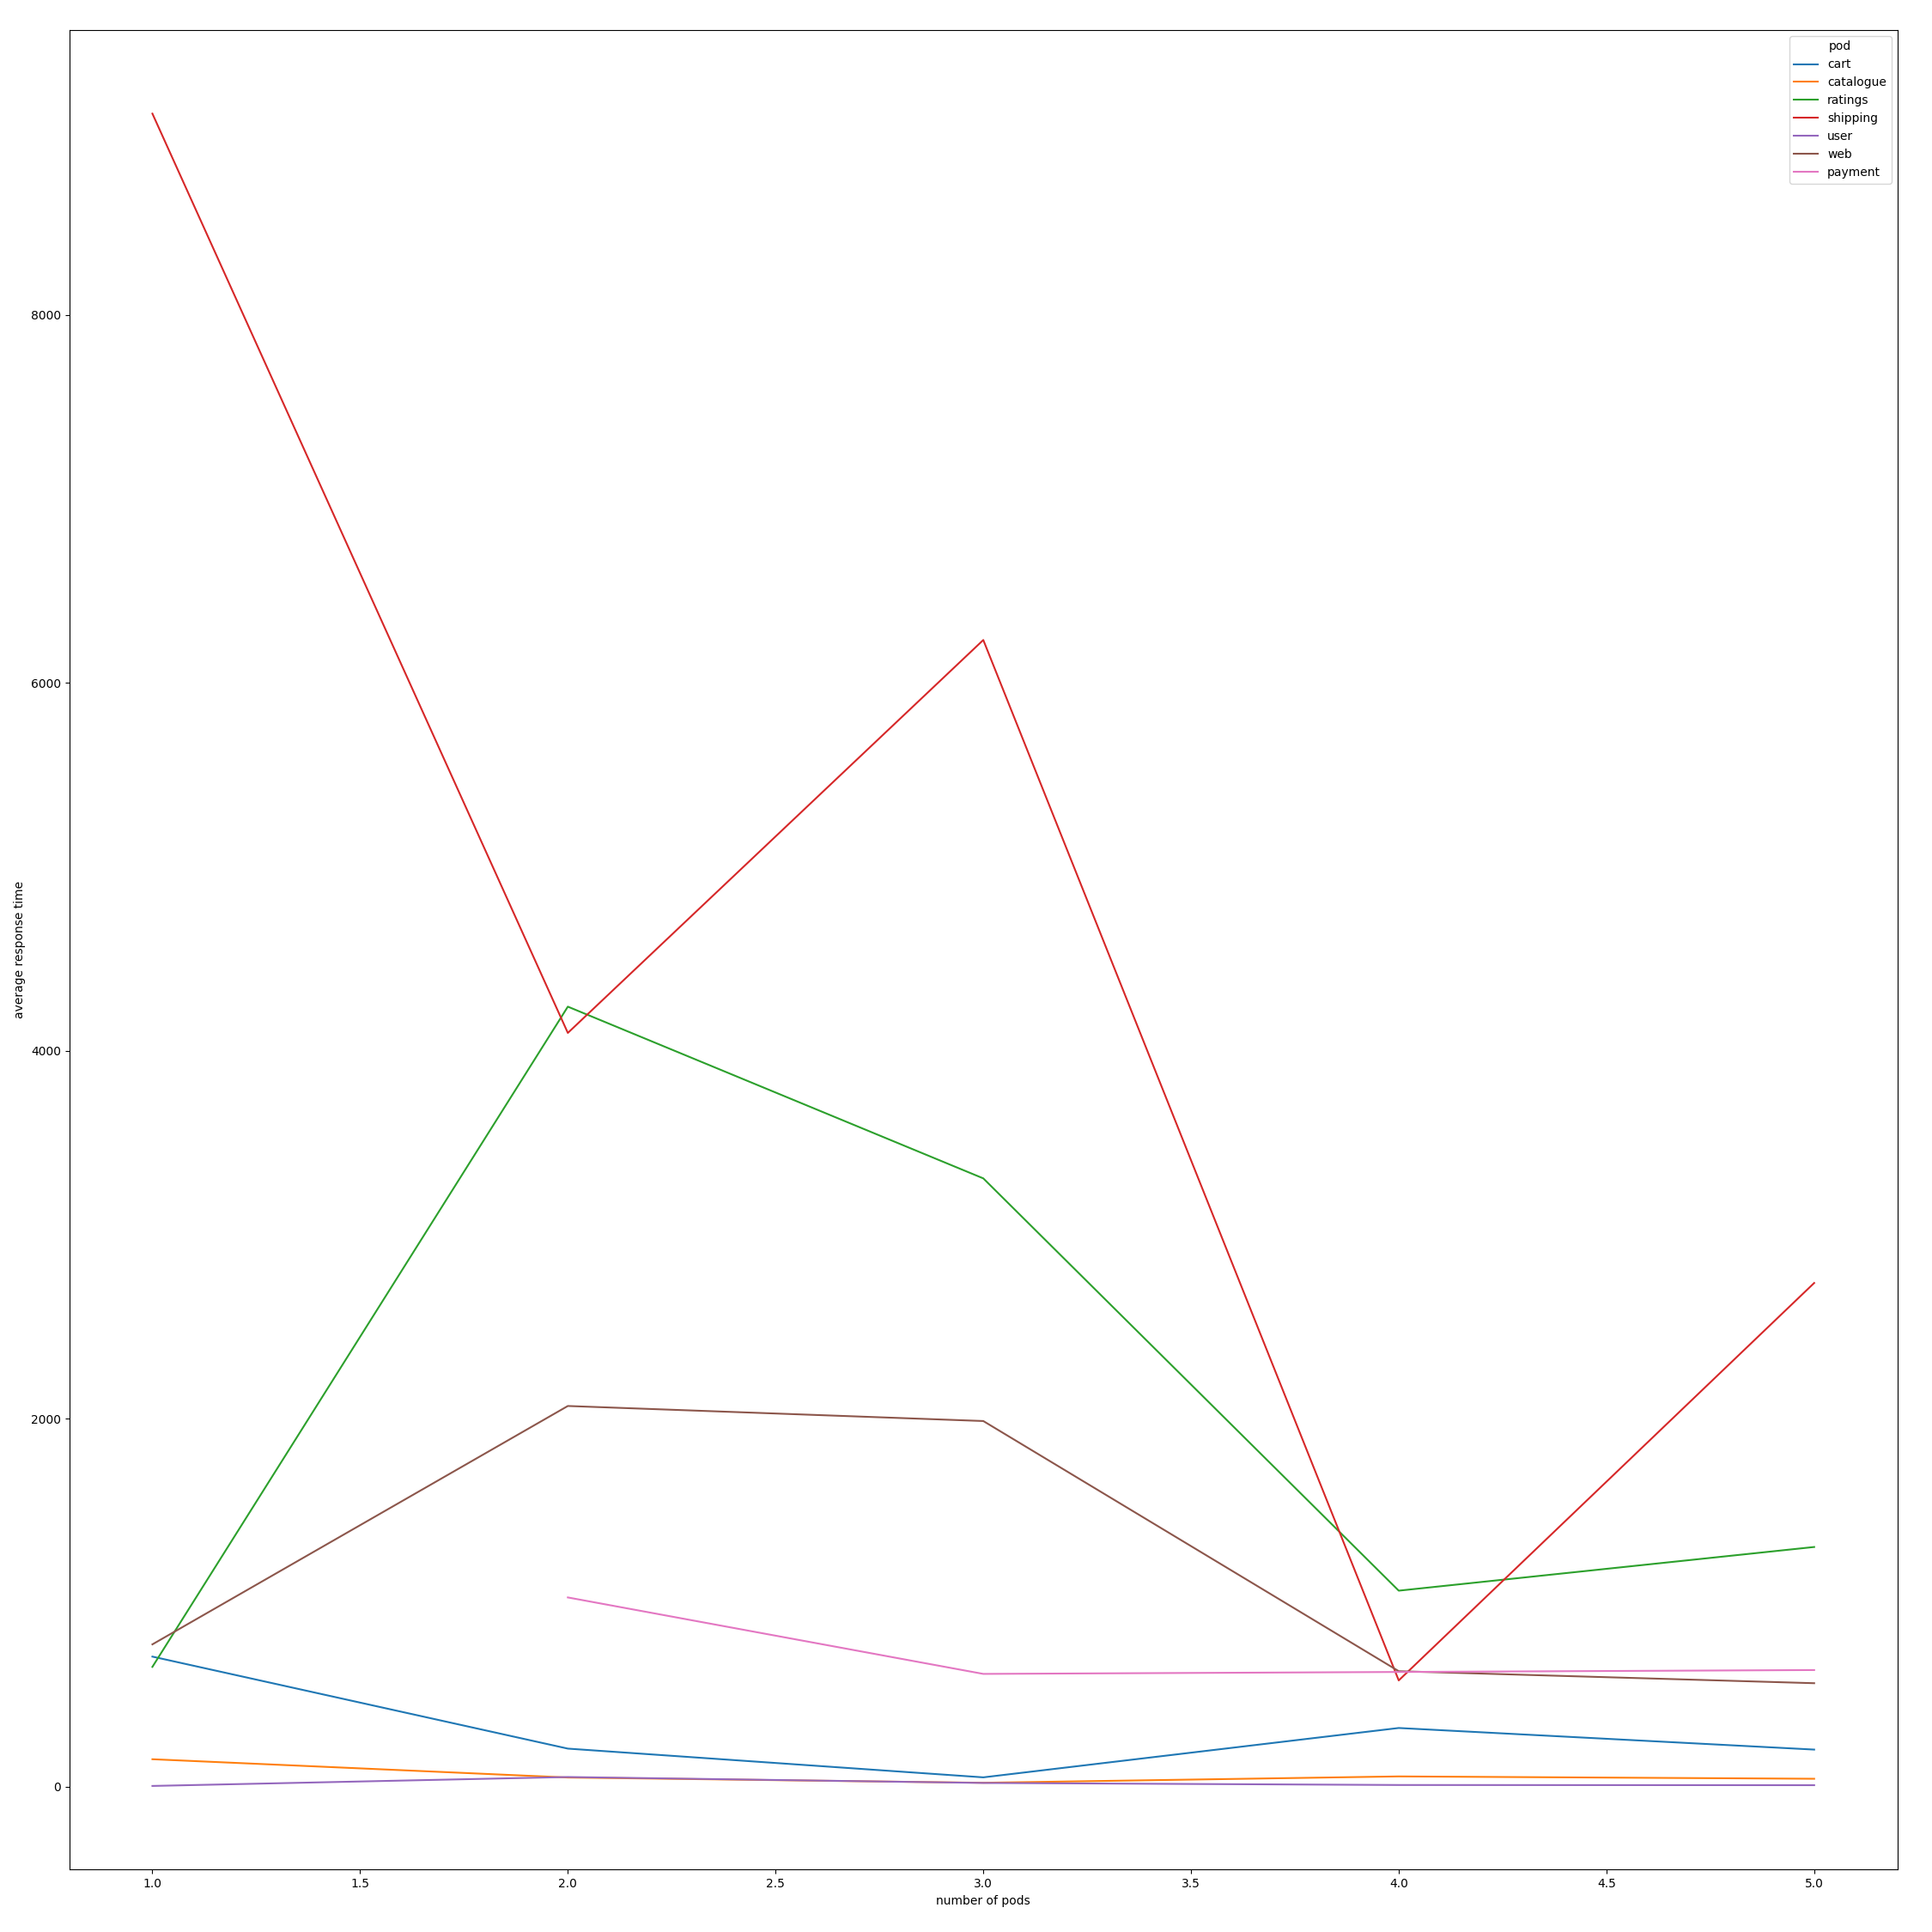 pod
cart
catalogue
ratings
shipping
user
web
payment
8000
6000
4000
2000
0
average response time
1.0 1.5 2.0 2.5 3.0 3.5 4.0 4.5 5.0
number of pods